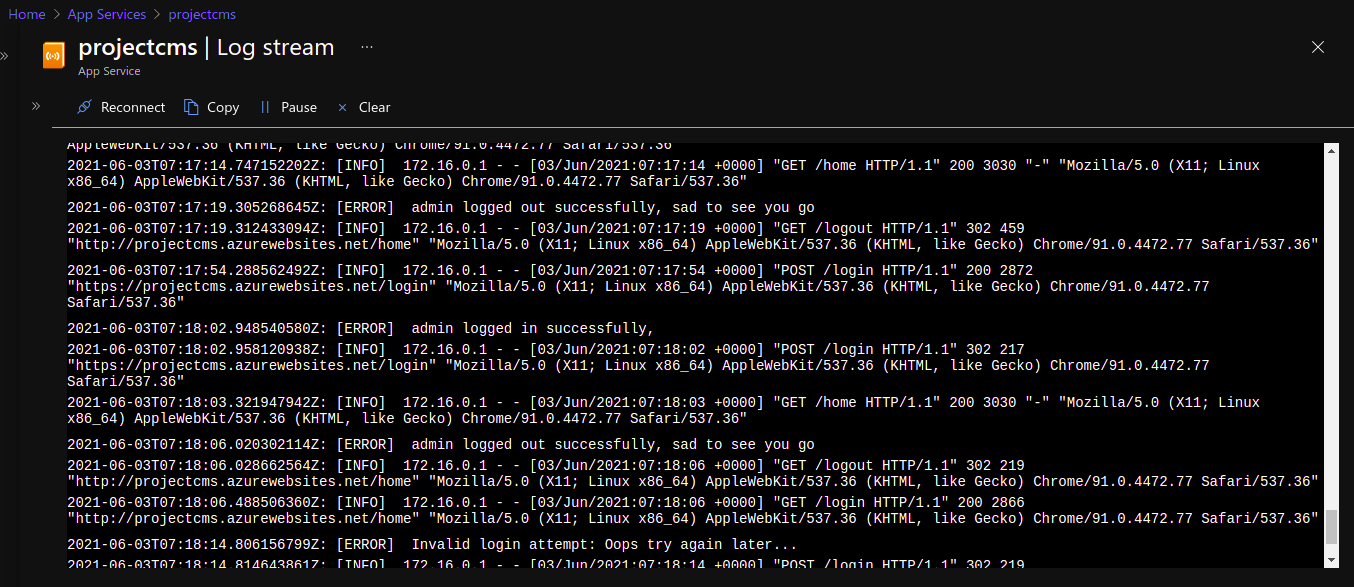 Home > App Services > projectcms
projectcms | Log stream ...
App Service
Reconnect Copy Pause Clear
AppleWebKit/537.36 (KHTML, like Gecko) Chrome/91.0.4472.77 Safari/537.36"
2021-06-03T07:17:14.747152202Z: [INFO]  172.16.0.1 - - [03/Jun/2021:07:17:14 +0000] "GET /home HTTP/1.1" 200 3030 "-" "Mozilla/5.0 (X11; Linux
x86_64) AppleWebKit/537.36 (KHTML, like Gecko) Chrome/91.0.4472.77 Safari/537.36"
2021-06-03T07:17:19.305268645Z: [ERROR]  admin logged out successfully, sad to see you go
2021-06-03T07:17:19.312433094Z: [INFO]  172.16.0.1 - - [03/Jun/2021:07:17:19 +0000] "GET /logout HTTP/1.1" 302 459
"http://projectcms.azurewebsites.net/home" "Mozilla/5.0 (X11; Linux x86_64) AppleWebKit/537.36 (KHTML, like Gecko) Chrome/91.0.4472.77 Safari/537.36"
2021-06-03T07:17:54.288562492Z: [INFO]  172.16.0.1 - - [03/Jun/2021:07:17:54 +0000] "POST /login HTTP/1.1" 200 2872
"https://projectcms.azurewebsites.net/login" "Mozilla/5.0 (X11; Linux x86_64) AppleWebKit/537.36 (KHTML, like Gecko) Chrome/91.0.4472.77
Safari/537.36"
2021-06-03T07:18:02.948540580Z: [ERROR]  admin logged in successfully,
2021-06-03T07:18:02.958120938Z: [INFO]  172.16.0.1 - - [03/Jun/2021:07:18:02 +0000] "POST /login HTTP/1.1" 302 217
"https://projectcms.azurewebsites.net/login" "Mozilla/5.0 (X11; Linux x86_64) AppleWebKit/537.36 (KHTML, like Gecko) Chrome/91.0.4472.77
Safari/537.36"
2021-06-03T07:18:03.321947942Z: [INFO]  172.16.0.1 - - [03/Jun/2021:07:18:03 +0000] "GET /home HTTP/1.1" 200 3030 "-" "Mozilla/5.0 (X11; Linux
x86_64) AppleWebKit/537.36 (KHTML, like Gecko) Chrome/91.0.4472.77 Safari/537.36"
2021-06-03T07:18:06.020302114Z: [ERROR]  admin logged out successfully, sad to see you go
2021-06-03T07:18:06.028662564Z: [INFO]  172.16.0.1 - - [03/Jun/2021:07:18:06 +0000] "GET /logout HTTP/1.1" 302 219
"http://projectcms.azurewebsites.net/home" "Mozilla/5.0 (X11; Linux x86_64) AppleWebKit/537.36 (KHTML, like Gecko) Chrome/91.0.4472.77 Safari/537.36"
2021-06-03T07:18:06.488506360Z: [INFO]  172.16.0.1 - - [03/Jun/2021:07:18:06 +0000] "GET /login HTTP/1.1" 200 2866
"http://projectcms.azurewebsites.net/home" "Mozilla/5.0 (X11; Linux x86_64) AppleWebKit/537.36 (KHTML, like Gecko) Chrome/91.0.4472.77 Safari/537.36"
2021-06-03T07:18:14.806156799Z: [ERROR]  Invalid login attempt: Oops try again later...
2021-06-03T07:18:14.814643861Z: [INFO]  172.16.0.1 - - [03/Jun/2021:07:18:14 +0000] "POST /login HTTP/1.1" 302 219